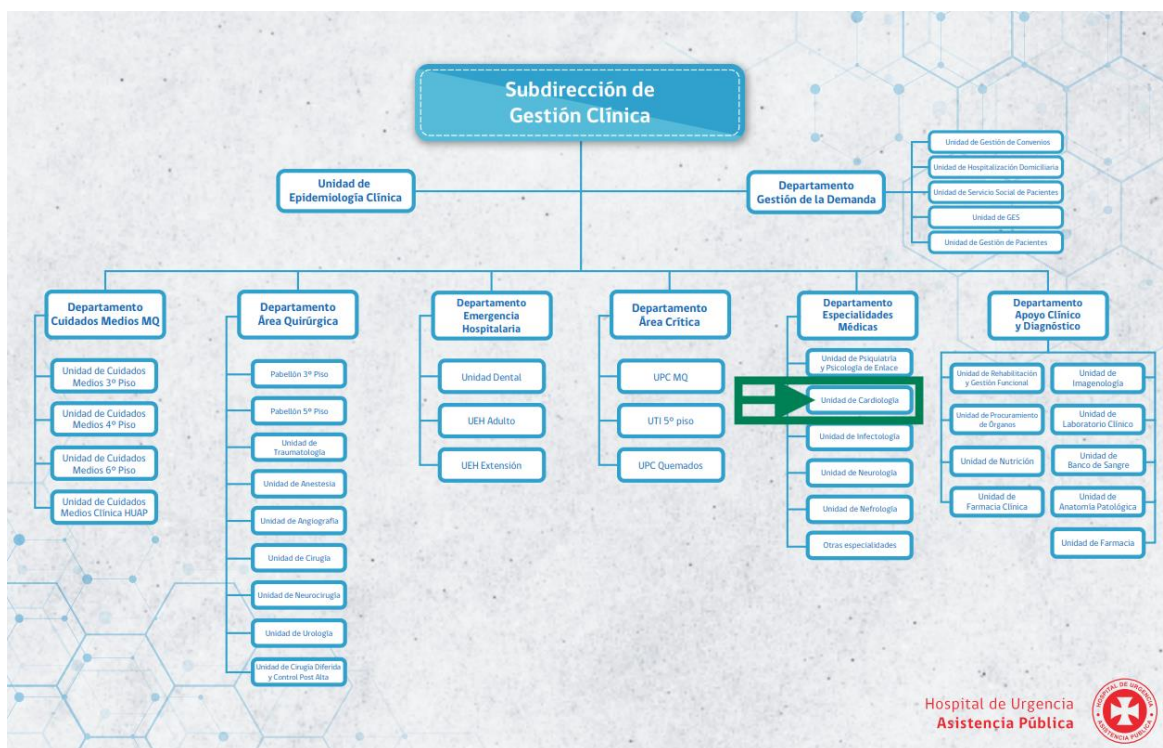 Subdirección de
Gestión Clínica
Unidad de
Epidemiología Clínica
Departamento
Gestión de la Demanda
Unidad de Gestión de Convenios
Unidad de Hospitalización Domiciliaria
Unidad de Servicio Social de Pacientes
Unidad de GES
Unidad de Gestión de Pacientes
Departamento
Cuidados Medios MQ
Unidad de Cuidados
Medios 3º Piso
Unidad de Cuidados
Medios 4º Piso
Unidad de Cuidados
Medios 6º Piso
Unidad de Cuidados
Medios Clínica HUAP
Departamento
Área Quirúrgica
Pabellón 3º Piso
Pabellón 5º Piso
Unidad de
Traumatología
Unidad de Anestesia
Unidad de Angiografía
Unidad de Cirugía
Unidad de Neurocirugía
Unidad de Urología
Unidad de Cirugía Diferida
y Control Post Alta
Departamento
Emergencia
Hospitalaria
Unidad Dental
UEH Adulto
UEH Extensión
Departamento
Área Crítica
UPC MQ
UTI 5º piso
UPC Quemados
Departamento
Especialidades
Médicas
Unidad de Psiquiatría
y Psicología de Enlace
Unidad de Cardiología
Unidad de Infectología
Unidad de Neurología
Unidad de Nefrología
Otras especialidades
Departamento
Apoyo Clínico
y Diagnóstico
Unidad de Rehabilitación
y Gestión Funcional
Unidad de Procuramiento
de Órganos
Unidad de Nutrición
Unidad de
Farmacia Clínica
Unidad de
Imagenología
Unidad de
Laboratorio Clínico
Unidad de
Banco de Sangre
Unidad de
Anatomía Patológica
Unidad de Farmacia
Hospital de Urgencia
Asistencia Pública
HOSPITAL DE URGENCIA
ASISTENCIA PÚBLICA